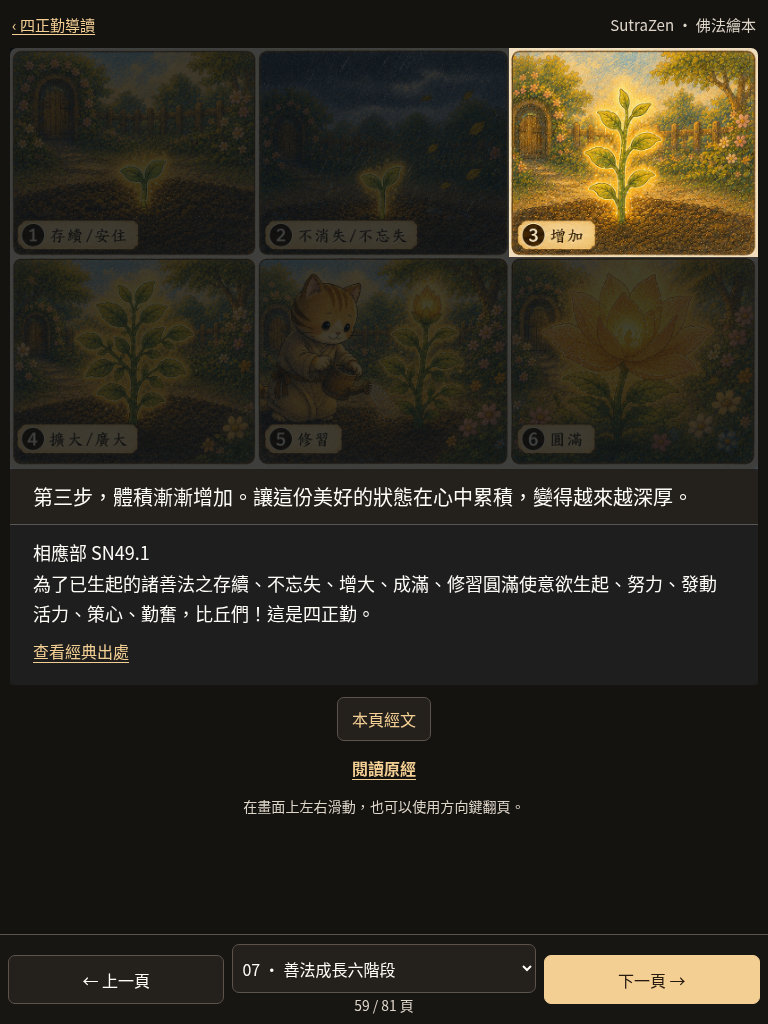 ‹ 四正勤導讀
SutraZen · 佛法繪本
1 存續/安住
2 不消失/不忘失
3 增加
4 擴大/廣大
5 修習
6 圓滿
第三步，體積漸漸增加。讓這份美好的狀態在心中累積，變得越來越深厚。
相應部 SN49.1
為了已生起的諸善法之存續、不忘失、增大、成滿、修習圓滿使意欲生起、努力、發動
活力、策心、勤奮，比丘們！這是四正勤。
查看經典出處
本頁經文
閱讀原經
在畫面上左右滑動，也可以使用方向鍵翻頁。
← 上一頁
07 · 善法成長六階段
下一頁 →
59 / 81 頁